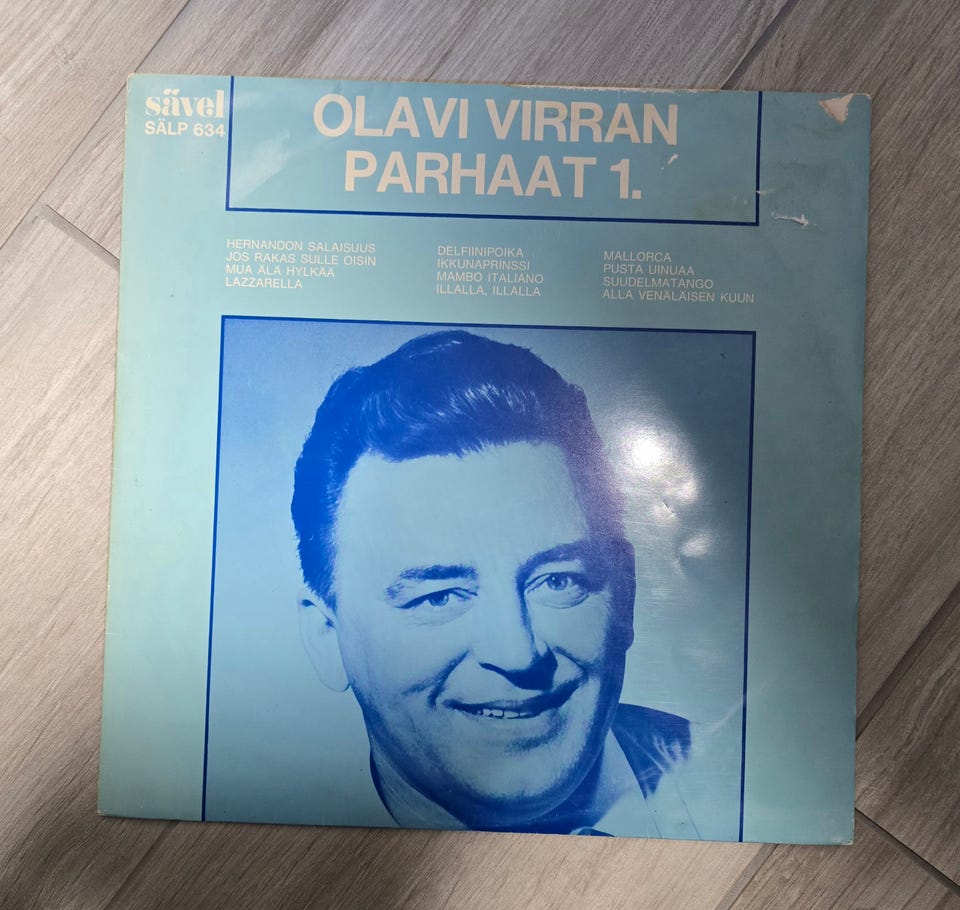 sävel
SÄLP 634
OLAVI VIRRAN
PARHAAT 1.
HERNANDON SALAISUUS
JOS RAKAS SULLE OISIN
MUA ÄLÄ HYLKÄÄ
LAZZARELLA
DELFIINIPOIKA
IKKUNAPRINSSI
MAMBO ITALIANO
ILLALLA, ILLALLA
MALLORCA
PUSTA UINUAA
SUUDELMATANGO
ALLA VENÄLÄISEN KUUN